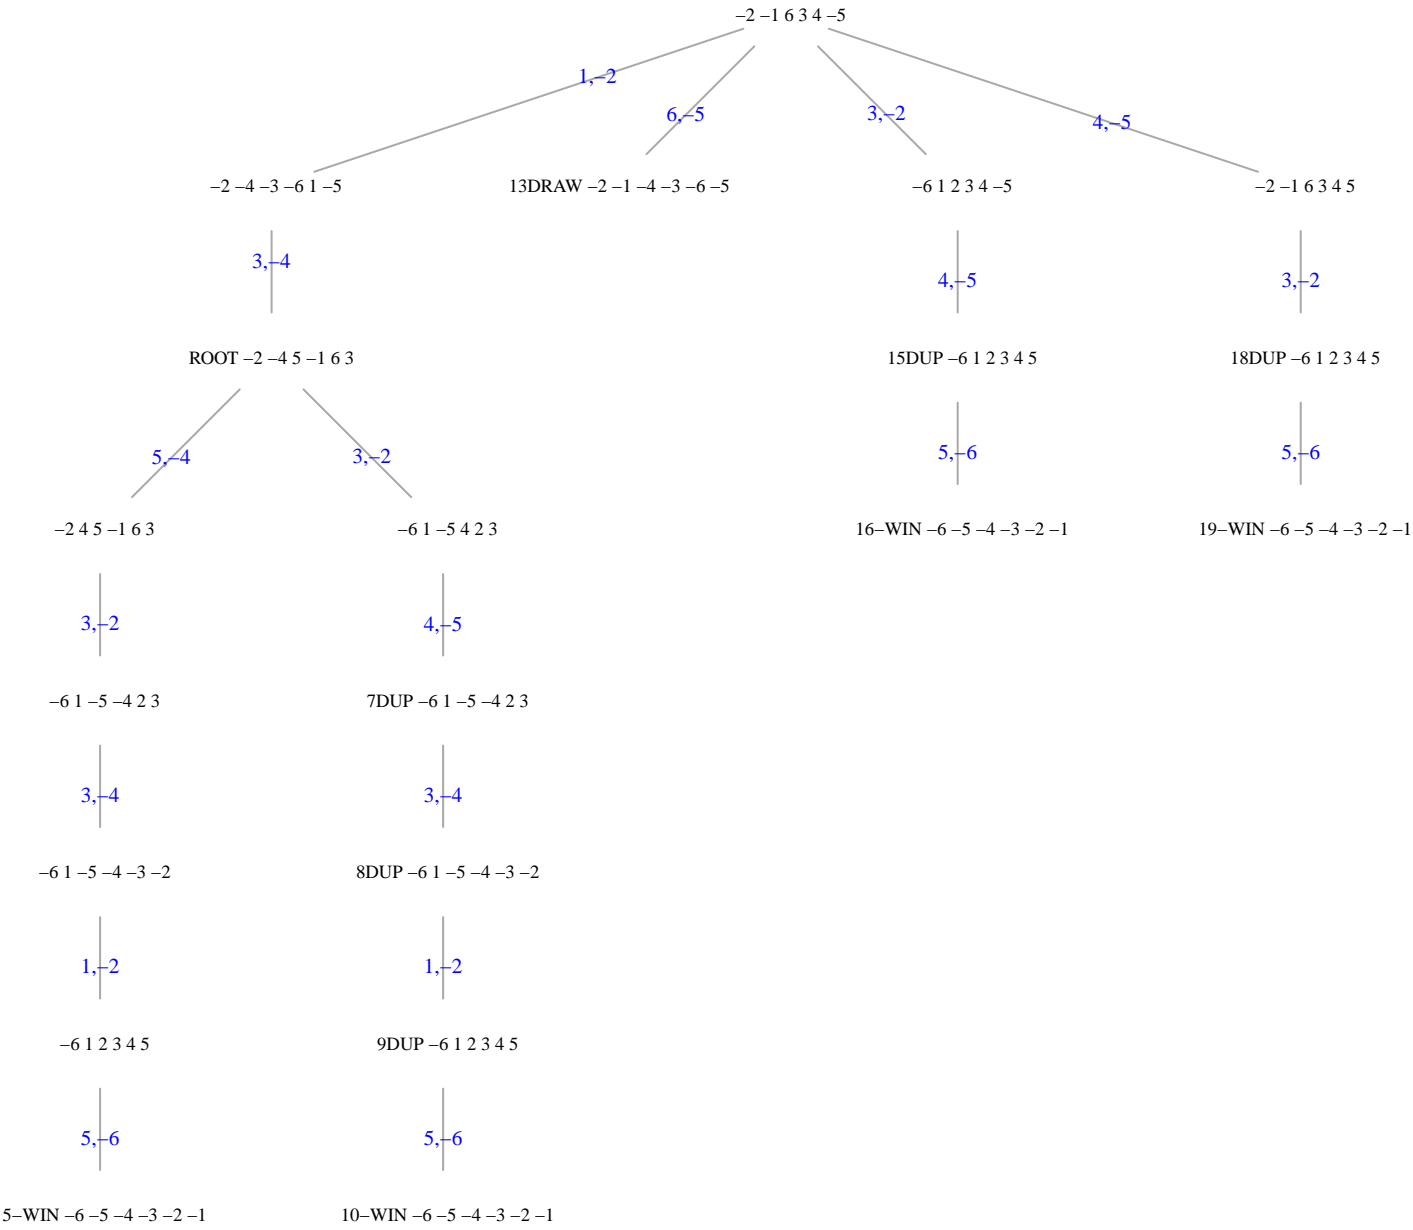 –2 –1 6 3 4 –5
1,–2
6,–5
3,–2
4,–5
–2 –4 –3 –6 1 –5
13DRAW –2 –1 –4 –3 –6 –5
–6 1 2 3 4 –5
–2 –1 6 3 4 5
3,–4
4,–5
3,–2
ROOT –2 –4 5 –1 6 3
15DUP –6 1 2 3 4 5
18DUP –6 1 2 3 4 5
5,–4
3,–2
5,–6
5,–6
–2 4 5 –1 6 3
–6 1 –5 4 2 3
16–WIN –6 –5 –4 –3 –2 –1
19–WIN –6 –5 –4 –3 –2 –1
3,–2
4,–5
–6 1 –5 –4 2 3
7DUP –6 1 –5 –4 2 3
3,–4
3,–4
–6 1 –5 –4 –3 –2
8DUP –6 1 –5 –4 –3 –2
1,–2
1,–2
–6 1 2 3 4 5
9DUP –6 1 2 3 4 5
5,–6
5,–6
5–WIN –6 –5 –4 –3 –2 –1
10–WIN –6 –5 –4 –3 –2 –1